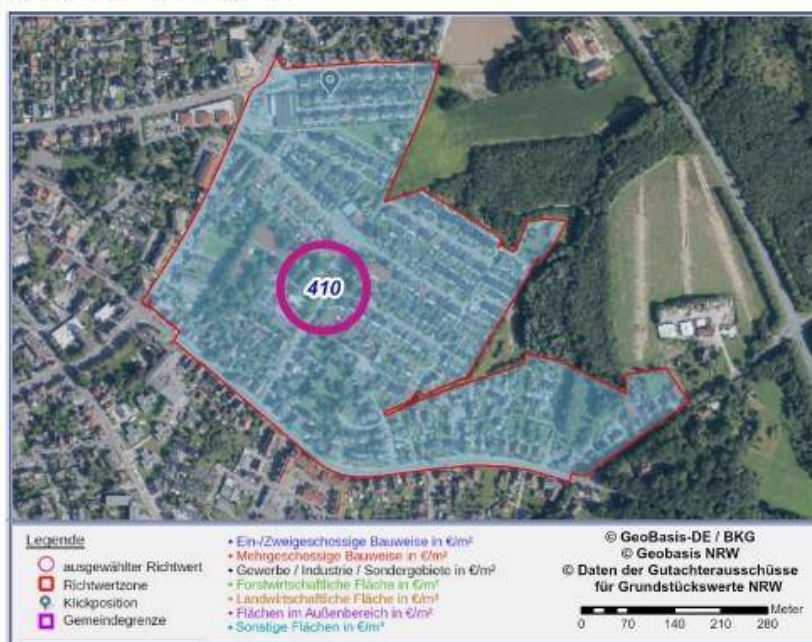 410
Legende
ausgewählter Richtwert
Richtwertzone
Klickposition
Gemeindegrenze
• Ein-/Zweigeschossige Bauweise in €/m²
• Mehrgeschossige Bauweise in €/m²
• Gewerbe / Industrie / Sondergebiete in €/m²
• Forstwirtschaftliche Fläche in €/m²
• Landwirtschaftliche Fläche in €/m²
• Flächen im Außenbereich in €/m²
• Sonstige Flächen in €/m²
© GeoBasis-DE / BKG
© Geobasis NRW
© Daten der Gutachterausschüsse
für Grundstückswerte NRW
Meter
0 70 140 210 280